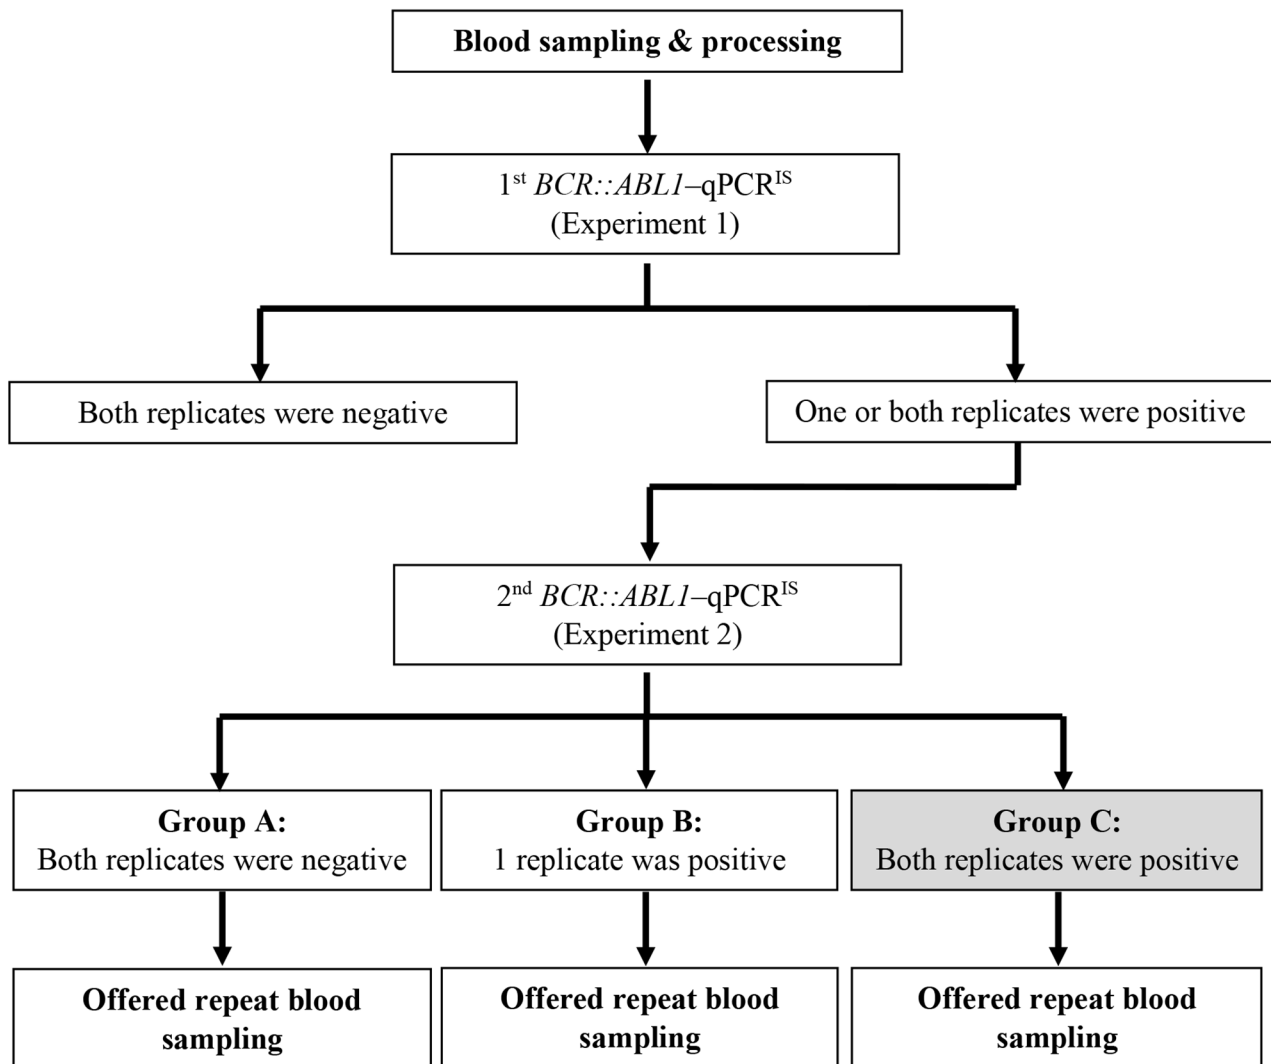 Blood sampling & processing
1st BCR::ABL1–qPCRIS
(Experiment 1)
Both replicates were negative
One or both replicates were positive
2nd BCR::ABL1–qPCRIS
(Experiment 2)
Group A:
Both replicates were negative
Group B:
1 replicate was positive
Group C:
Both replicates were positive
Offered repeat blood
sampling
Offered repeat blood
sampling
Offered repeat blood
sampling